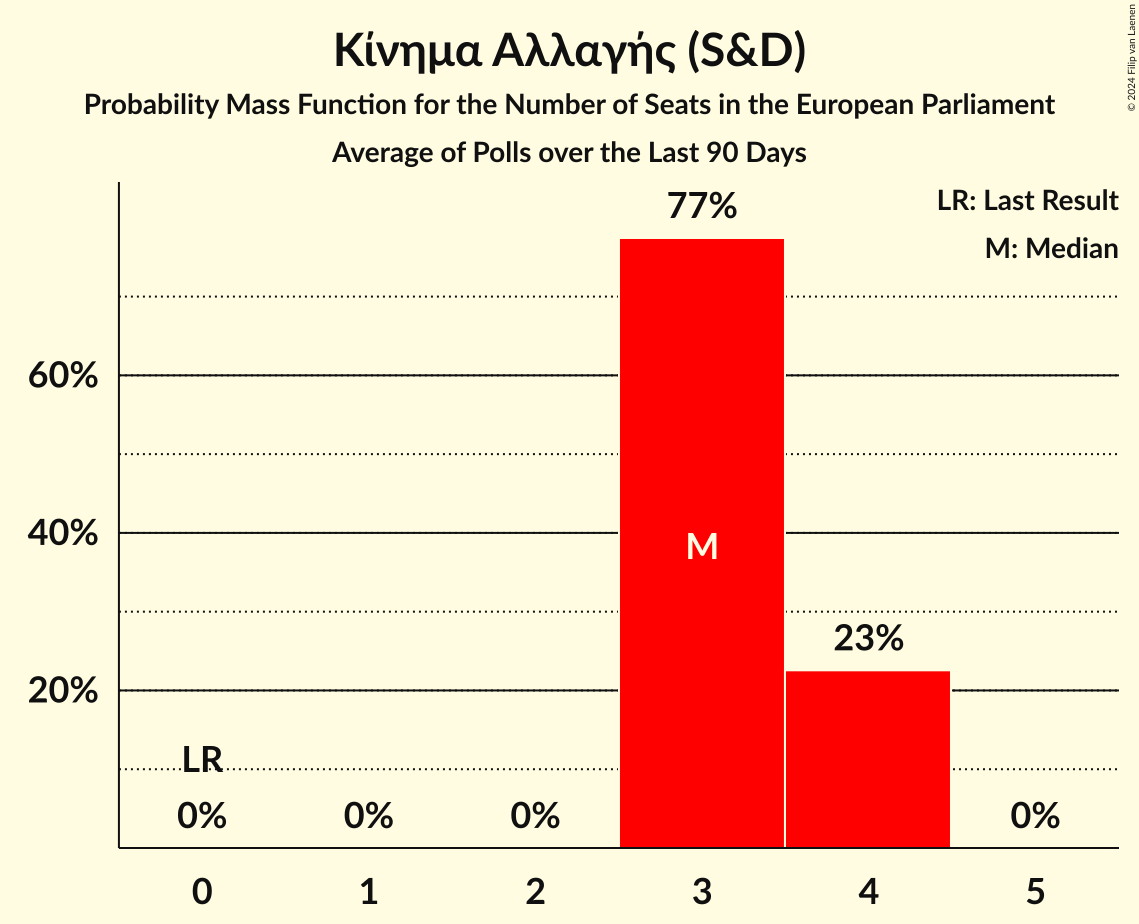 Κίνημα Αλλαγής (S&D)
Probability Mass Function for the Number of Seats in the European Parliament
Average of Polls over the Last 90 Days
© 2024 Filip van Laenen
LR: Last Result
M: Median
77%
60%
40%
M
23%
20%
LR
0% 0% 0% 0%
0 1 2 3 4 5